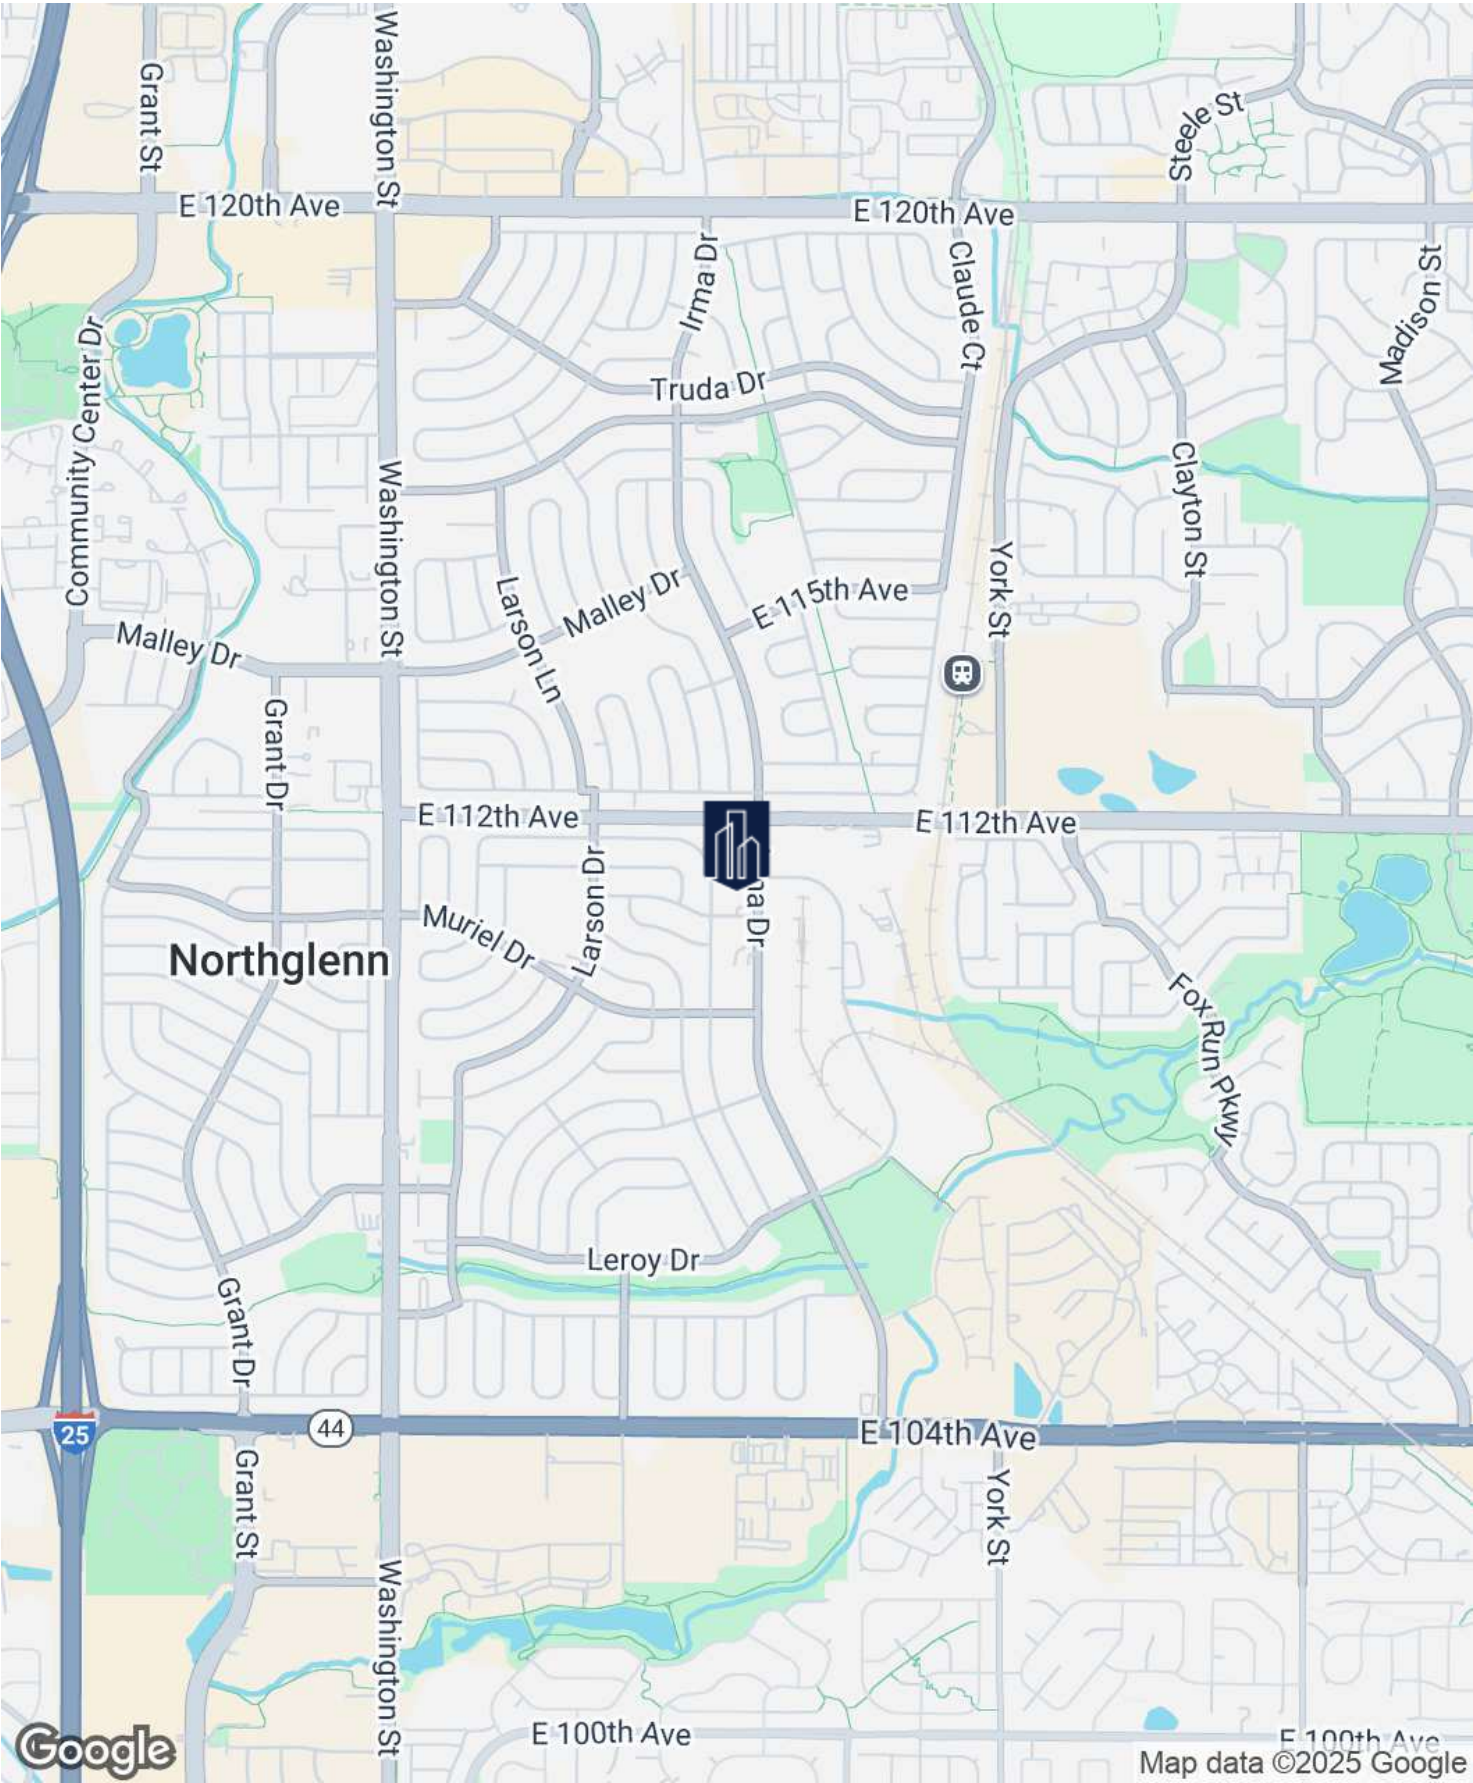 Grant St
Washington St
Steele St
E 120th Ave
E 120th Ave
Irma Dr
Claude Ct
Madison St
Community Center Dr
Truda Dr
Washington St
Clayton St
Larson Ln
Malley Dr
E 115th Ave
York St
Malley Dr
Grant Dr
E 112th Ave
E 112th Ave
Larson Dr
Muriel Dr
na Dr
Northglenn
Fox Run Pkwy
Leroy Dr
Grant Dr
25
44
E 104th Ave
Grant St
York St
Washington St
E 100th Ave
E 100th Ave
Google
Map data ©2025 Google